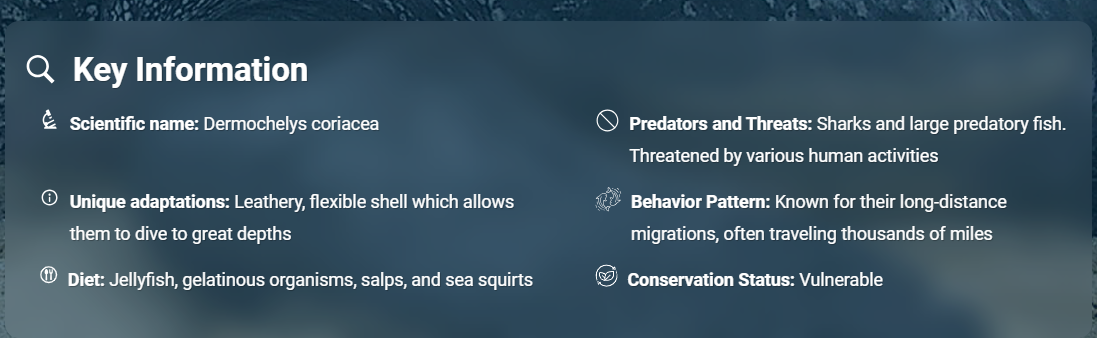 Key Information
Scientific name: Dermochelys coriacea
Unique adaptations: Leathery, flexible shell which allows
them to dive to great depths
Diet: Jellyfish, gelatinous organisms, salps, and sea squirts
Predators and Threats: Sharks and large predatory fish.
Threatened by various human activities
Behavior Pattern: Known for their long-distance
migrations, often traveling thousands of miles
Conservation Status: Vulnerable